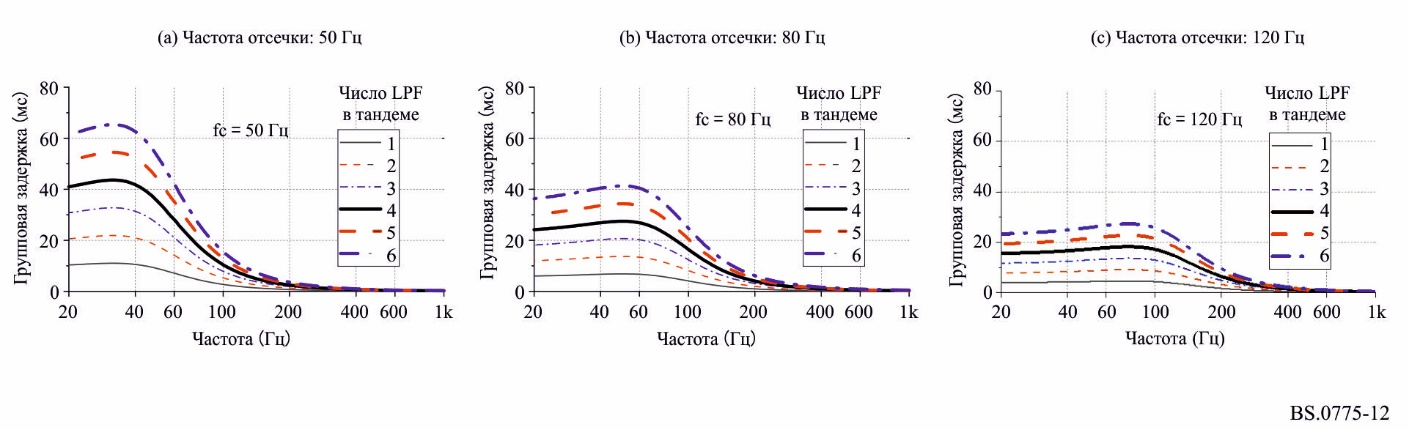 (a) Частота отсечки: 50 Гц
Групповая задержка (мс)
80
60
40
20
0
fc = 50 Гц
Число LPF
в тандеме
1
2
3
4
5
6
20 40 60 100 200 400 600 1k
Частота (Гц)
(b) Частота отсечки: 80 Гц
Групповая задержка (мс)
80
60
40
20
0
fc = 80 Гц
Число LPF
в тандеме
1
2
3
4
5
6
20 40 60 100 200 400 600 1k
Частота (Гц)
(c) Частота отсечки: 120 Гц
Групповая задержка (мс)
80
60
40
20
0
fc = 120 Гц
Число LPF
в тандеме
1
2
3
4
5
6
20 40 60 100 200 400 600 1k
Частота (Гц)
BS.0775-12